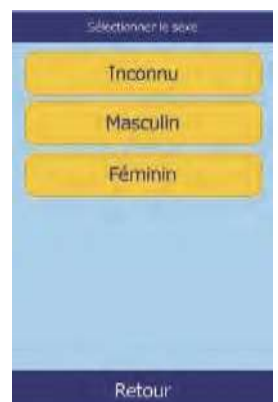 Sélectionner le sexe
Inconnu
Masculin
Féminin
Retour